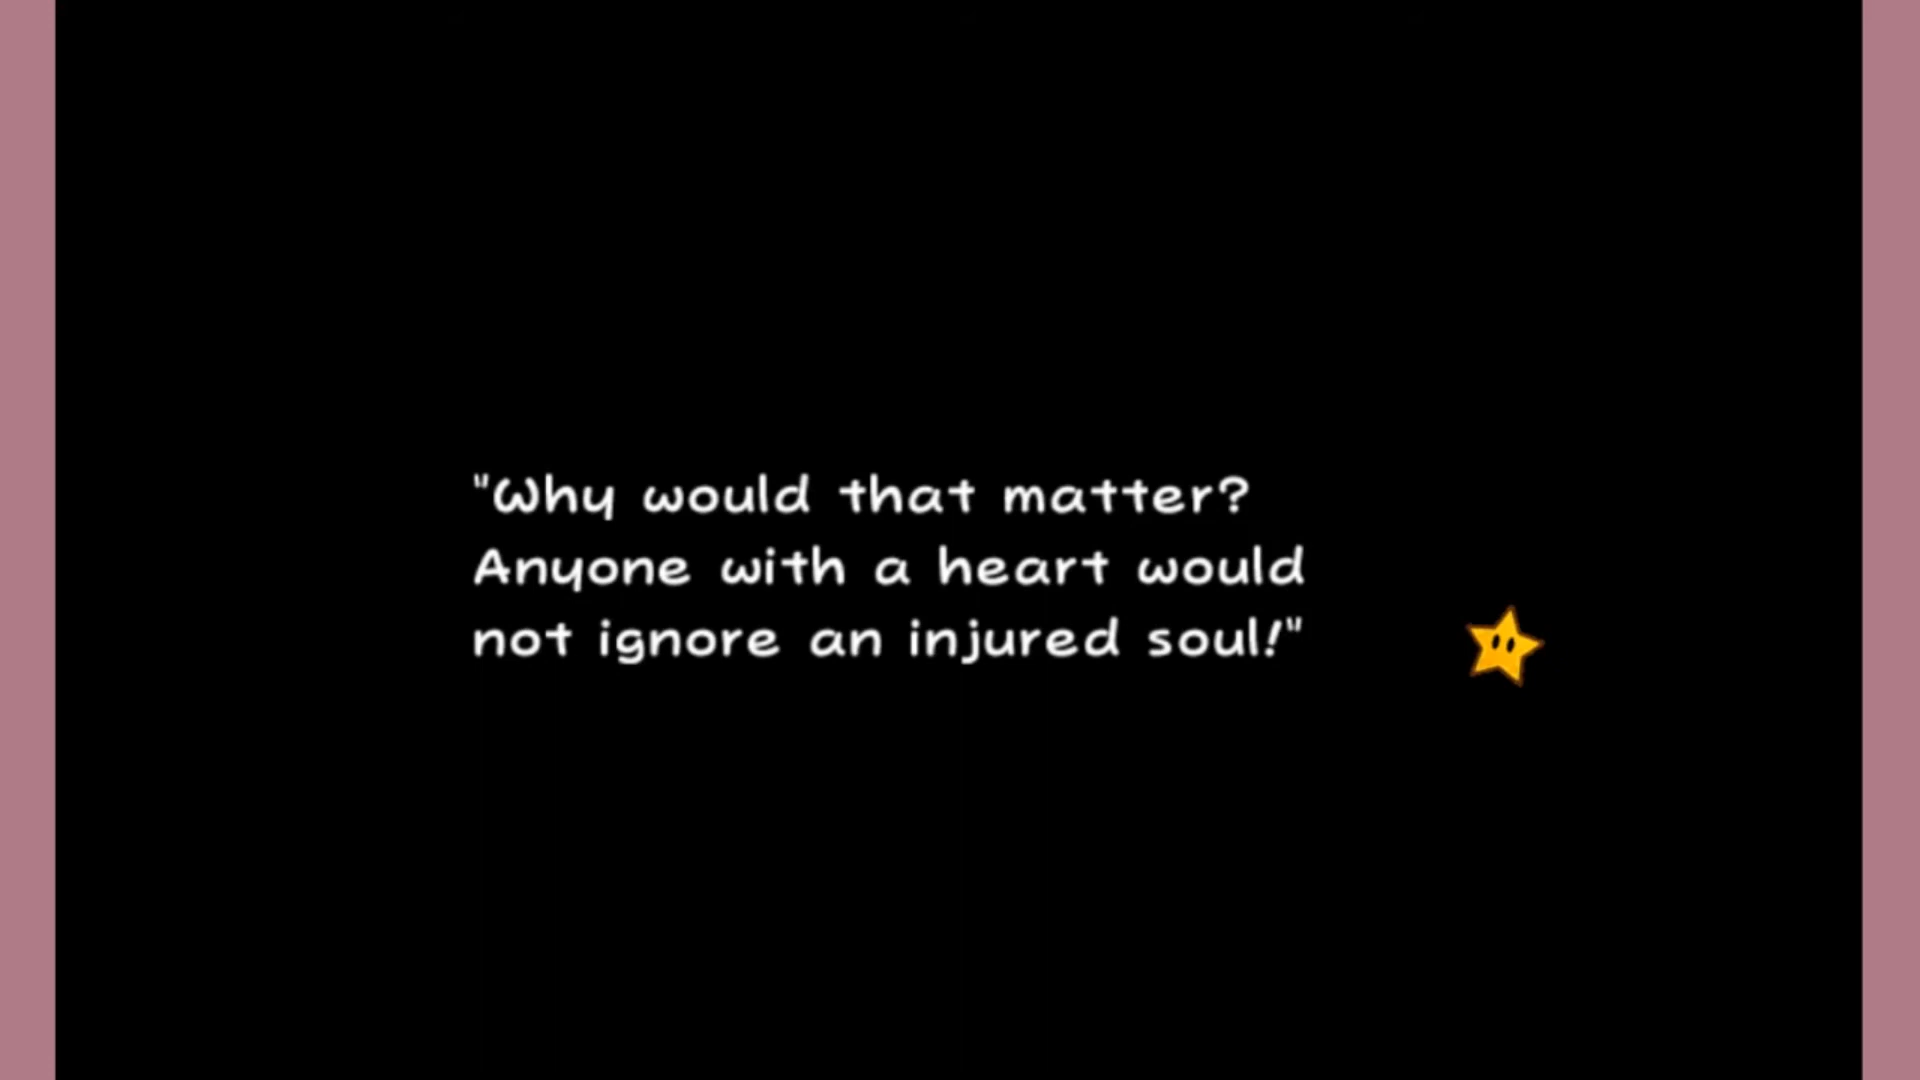 "Why would that matter?
Anyone with a heart would
not ignore an injured soul!"